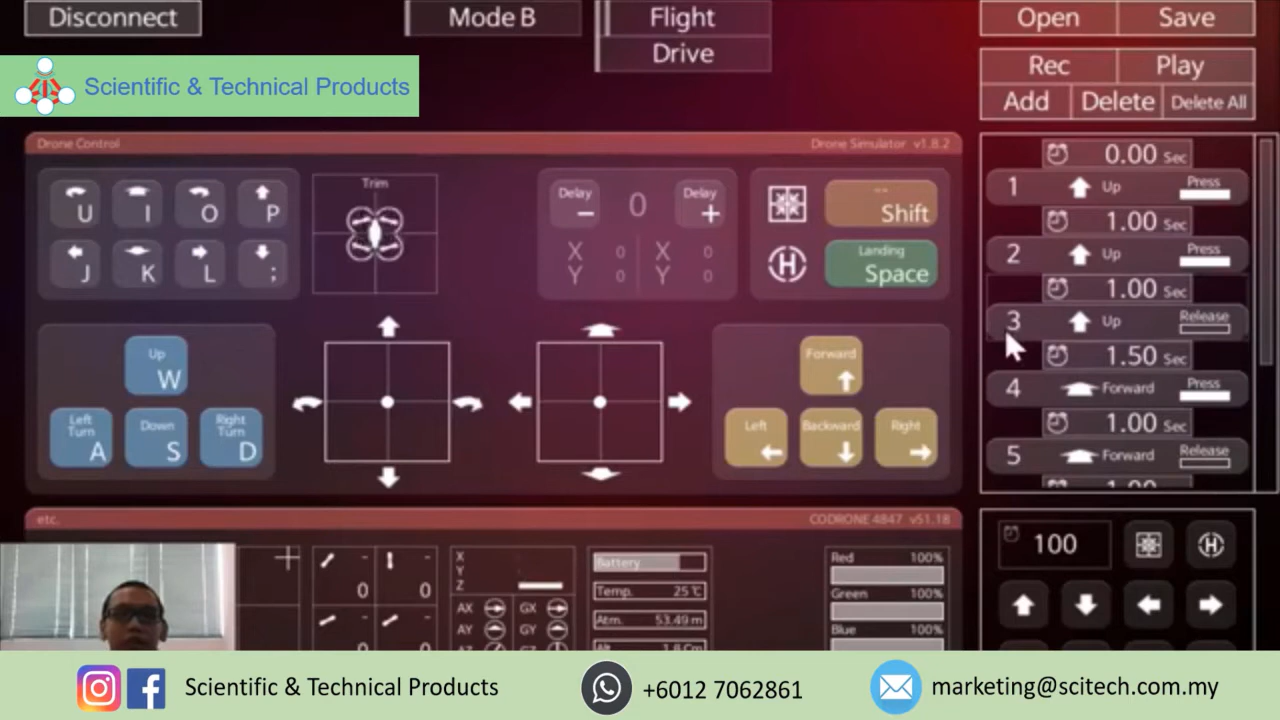 Disconnect
Mode B
Flight
Drive
Open
Save
Rec
Play
Add
Delete
Delete All
Scientific & Technical Products
Drone Control
Drone Simulator v1.8.2
U
I
O
P
J
K
L
;
Trim
Delay
−
0
Delay
+
X 0 X 0
Y 0 Y 0
--
Shift
H
Landing
Space
Up
W
Left Turn
A
Down
S
Right Turn
D
Forward
Left
Backward
Right
0.00 Sec
1 Up Press
1.00 Sec
2 Up Press
1.00 Sec
3 Up Release
1.50 Sec
4 Forward Press
1.00 Sec
5 Forward Release
1.00
etc.
CODRONE 4847 v51.18
- -
0 0
- -
X
Y
Z
AX GX
AY GY
Battery
Temp. 25℃
Atm. 53.49 m
Red 100%
Green 100%
Blue 100%
100
H
Scientific & Technical Products
+6012 7062861
marketing@scitech.com.my